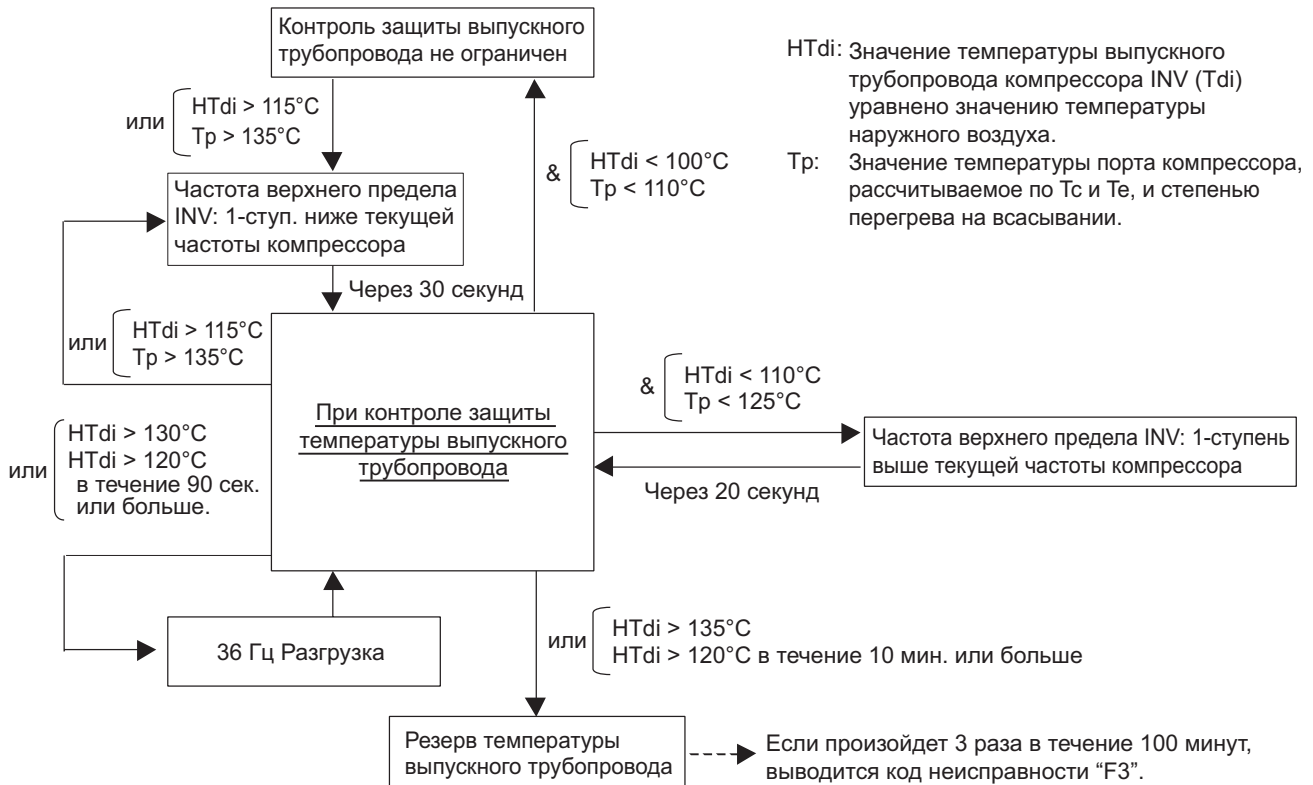 Контроль защиты выпускного
трубопровода не ограничен
HTdi: Значение температуры выпускного
трубопровода компрессора INV (Tdi)
уравнено значению температуры
наружного воздуха.
Tp: Значение температуры порта компрессора,
рассчитываемое по Tc и Te, и степенью
перегрева на всасывании.
или
HTdi > 115°C
Tp > 135°C
&
HTdi < 100°C
Tp < 110°C
Частота верхнего предела
INV: 1-ступ. ниже текущей
частоты компрессора
Через 30 секунд
или
HTdi > 115°C
Tp > 135°C
&
HTdi < 110°C
Tp < 125°C
При контроле защиты
температуры выпускного
трубопровода
Частота верхнего предела INV: 1-ступень
выше текущей частоты компрессора
Через 20 секунд
или
HTdi > 130°C
HTdi > 120°C
в течение 90 сек.
или больше.
36 Гц Разгрузка
или
HTdi > 135°C
HTdi > 120°C в течение 10 мин. или больше
Резерв температуры
выпускного трубопровода
Если произойдет 3 раза в течение 100 минут,
выводится код неисправности “F3”.